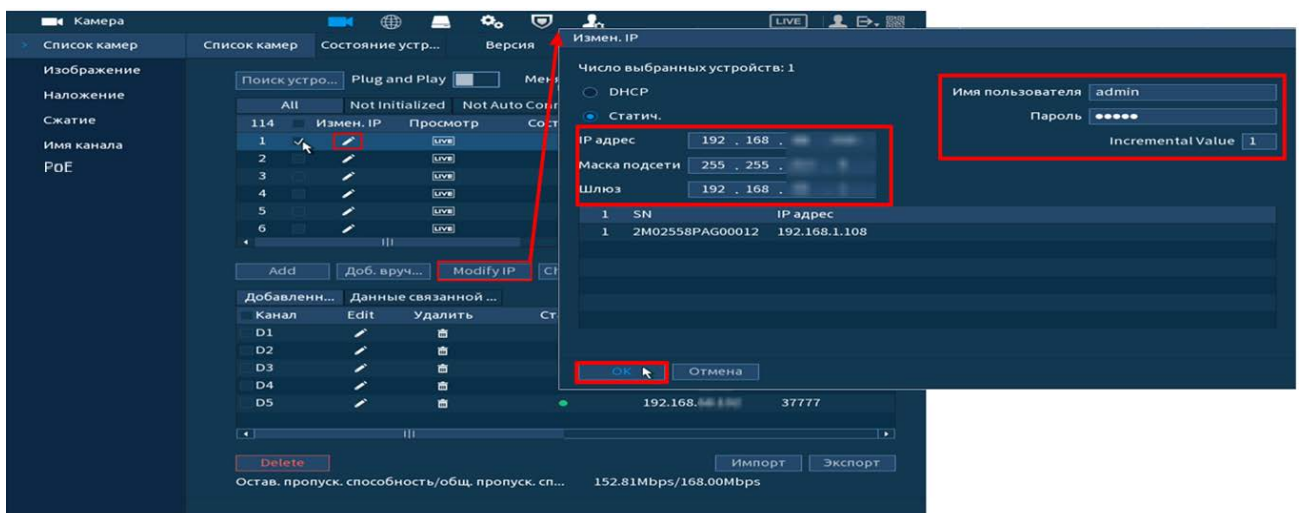 Камера
LIVE
Список камер
Изображение
Наложение
Сжатие
Имя канала
PoE
Список камер Состояние устр... Версия
Поиск устро... Plug and Play
All Not Initialized Not Auto
114 Измен. IP Просмотр
1 LIVE
2 LIVE
3 LIVE
4 LIVE
5 LIVE
6 LIVE
Add Доб. вруч... Modify IP
Добавленн... Данные связанной ...
Канал Edit Удалить
D1
D2
D3
D4
D5 192.168. 37777
Delete Импорт Экспорт
Остав. пропуск. способность/общ. пропуск. сп... 152.81Mbps/168.00Mbps
Измен. IP
Число выбранных устройств: 1
DHCP
Статич.
IP адрес 192 . 168 .
Маска подсети 255 . 255 .
Шлюз 192 . 168 .
Имя пользователя admin
Пароль •••••
Incremental Value 1
1 SN IP адрес
1 2M02558PAG00012 192.168.1.108
OK Отмена